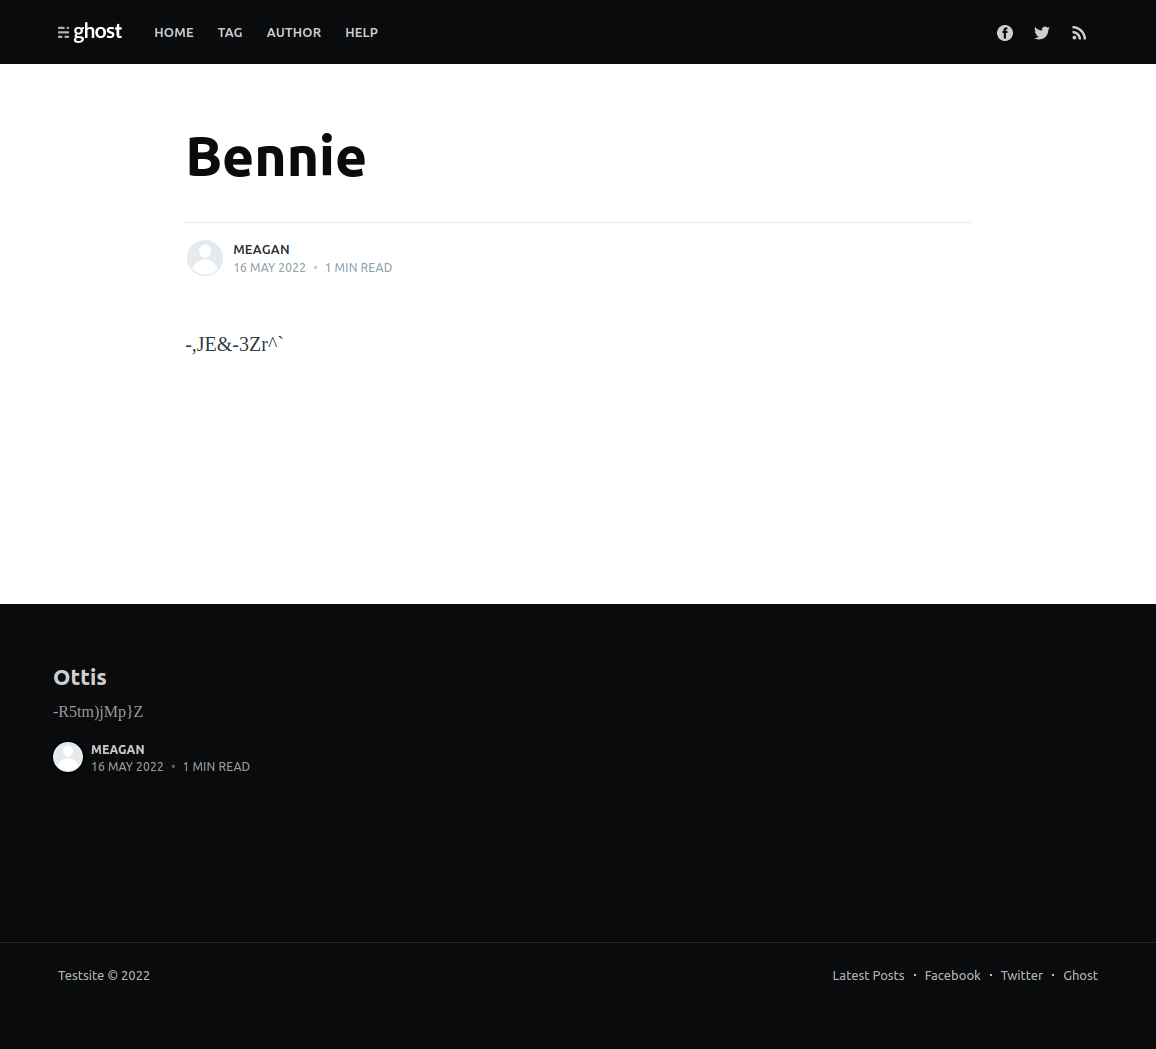 ghost HOME TAG AUTHOR HELP
Bennie
MEAGAN
16 MAY 2022 • 1 MIN READ
-,JE&-3Zr^`
Ottis
-R5tm)jMp}Z
MEAGAN
16 MAY 2022 • 1 MIN READ
Testsite © 2022 Latest Posts · Facebook · Twitter · Ghost